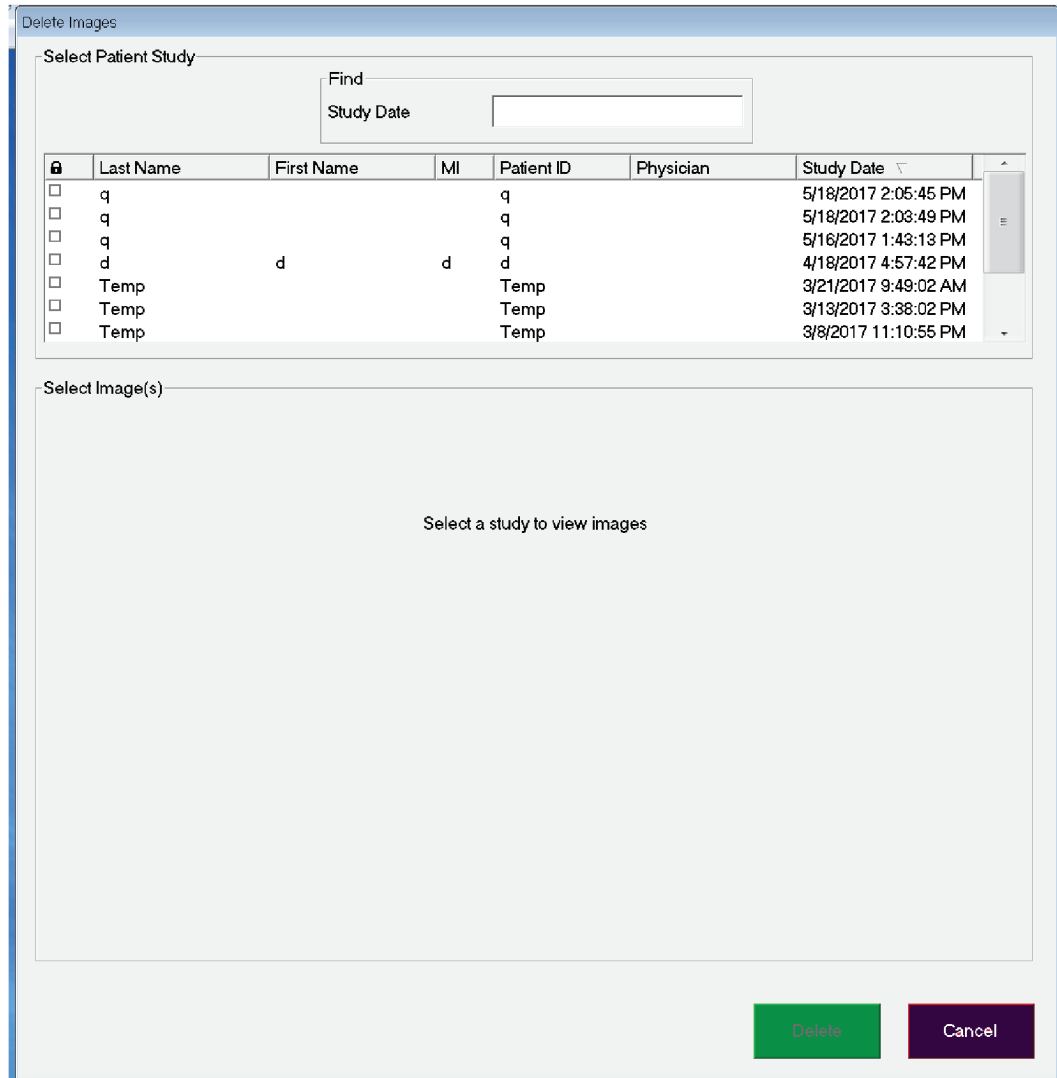 Delete Images
Select Patient Study
Find
Study Date
Last Name First Name MI Patient ID Physician Study Date
q q 5/18/2017 2:05:45 PM
q q 5/18/2017 2:03:49 PM
q q 5/16/2017 1:43:13 PM
d d d d 4/18/2017 4:57:42 PM
Temp Temp 3/21/2017 9:49:02 AM
Temp Temp 3/13/2017 3:38:02 PM
Temp Temp 3/8/2017 11:10:55 PM
Select Image(s)
Select a study to view images
Delete Cancel